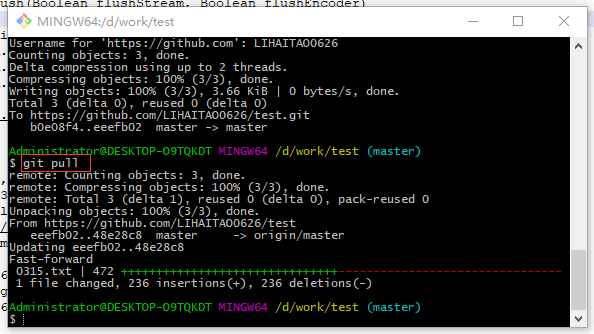 ush(Boolean flushStream, Boolean flushEncoder)
MINGW64:/d/work/test
Username for 'https://github.com': LIHAITAO0626
Counting objects: 3, done.
Delta compression using up to 2 threads.
Compressing objects: 100% (3/3), done.
Writing objects: 100% (3/3), 3.66 KiB | 0 bytes/s, done.
Total 3 (delta 0), reused 0 (delta 0)
To https://github.com/LIHAITAO0626/test.git
b0e08f4..eeefb02  master -> master
Administrator@DESKTOP-O9TQKDT MINGW64 /d/work/test (master)
$ git pull
remote: Counting objects: 3, done.
remote: Compressing objects: 100% (3/3), done.
remote: Total 3 (delta 1), reused 0 (delta 0), pack-reused 0
Unpacking objects: 100% (3/3), done.
From https://github.com/LIHAITAO0626/test
eeefb02..48e28c8  master     -> origin/master
Updating eeefb02..48e28c8
Fast-forward
0315.txt | 472 +++++++++++++++++++++++++++++++-------------------------------
1 file changed, 236 insertions(+), 236 deletions(-)
Administrator@DESKTOP-O9TQKDT MINGW64 /d/work/test (master)
$